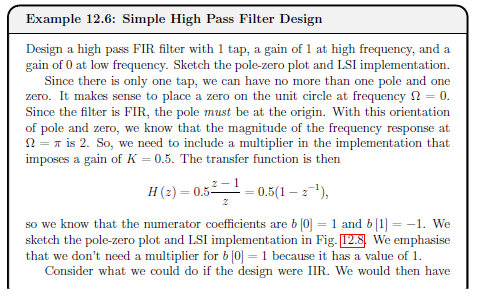 Example 12.6: Simple High Pass Filter Design
Design a high pass FIR filter with 1 tap, a gain of 1 at high frequency, and a
gain of 0 at low frequency. Sketch the pole-zero plot and LSI implementation.
Since there is only one tap, we can have no more than one pole and one
zero. It makes sense to place a zero on the unit circle at frequency Ω = 0.
Since the filter is FIR, the pole must be at the origin. With this orientation
of pole and zero, we know that the magnitude of the frequency response at
Ω = π is 2. So, we need to include a multiplier in the implementation that
imposes a gain of K = 0.5. The transfer function is then
H (z) = 0.5 (z − 1)/z = 0.5(1 − z⁻¹),
so we know that the numerator coefficients are b [0] = 1 and b [1] = −1. We
sketch the pole-zero plot and LSI implementation in Fig. 12.8. We emphasise
that we don't need a multiplier for b [0] = 1 because it has a value of 1.
Consider what we could do if the design were IIR. We would then have